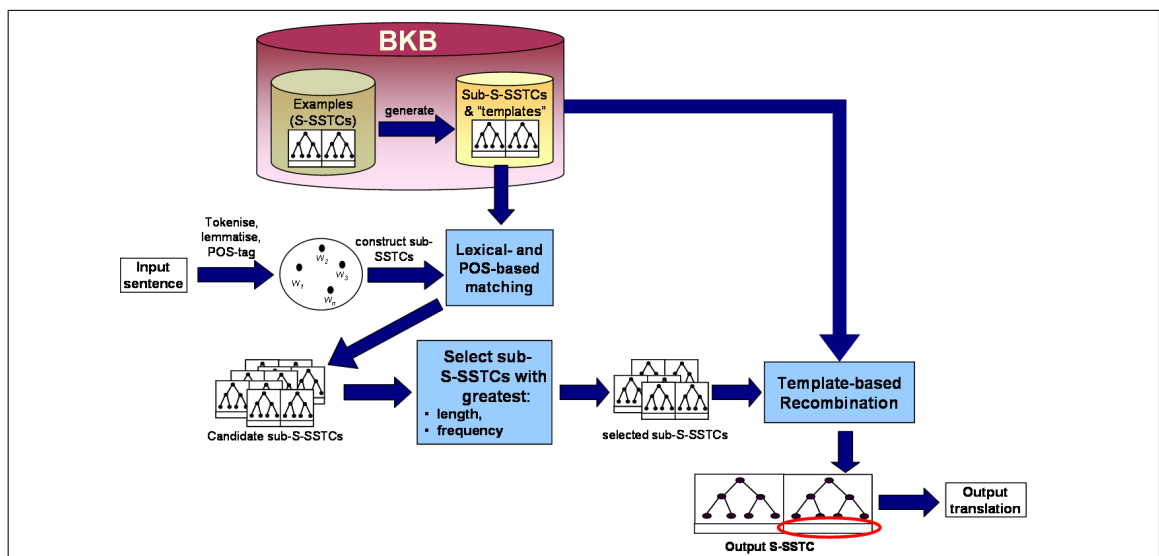 BKB
Examples
(S-SSTCs)
generate
Sub-S-SSTCs
& "templates"
Tokenise,
lemmatise,
POS-tag
Input
sentence
w1
w2
w3
wn
construct sub-
SSTCs
Lexical- and
POS-based
matching
Candidate sub-S-SSTCs
Select sub-
S-SSTCs with
greatest:
• length,
• frequency
selected sub-S-SSTCs
Template-based
Recombination
Output S-SSTC
Output
translation